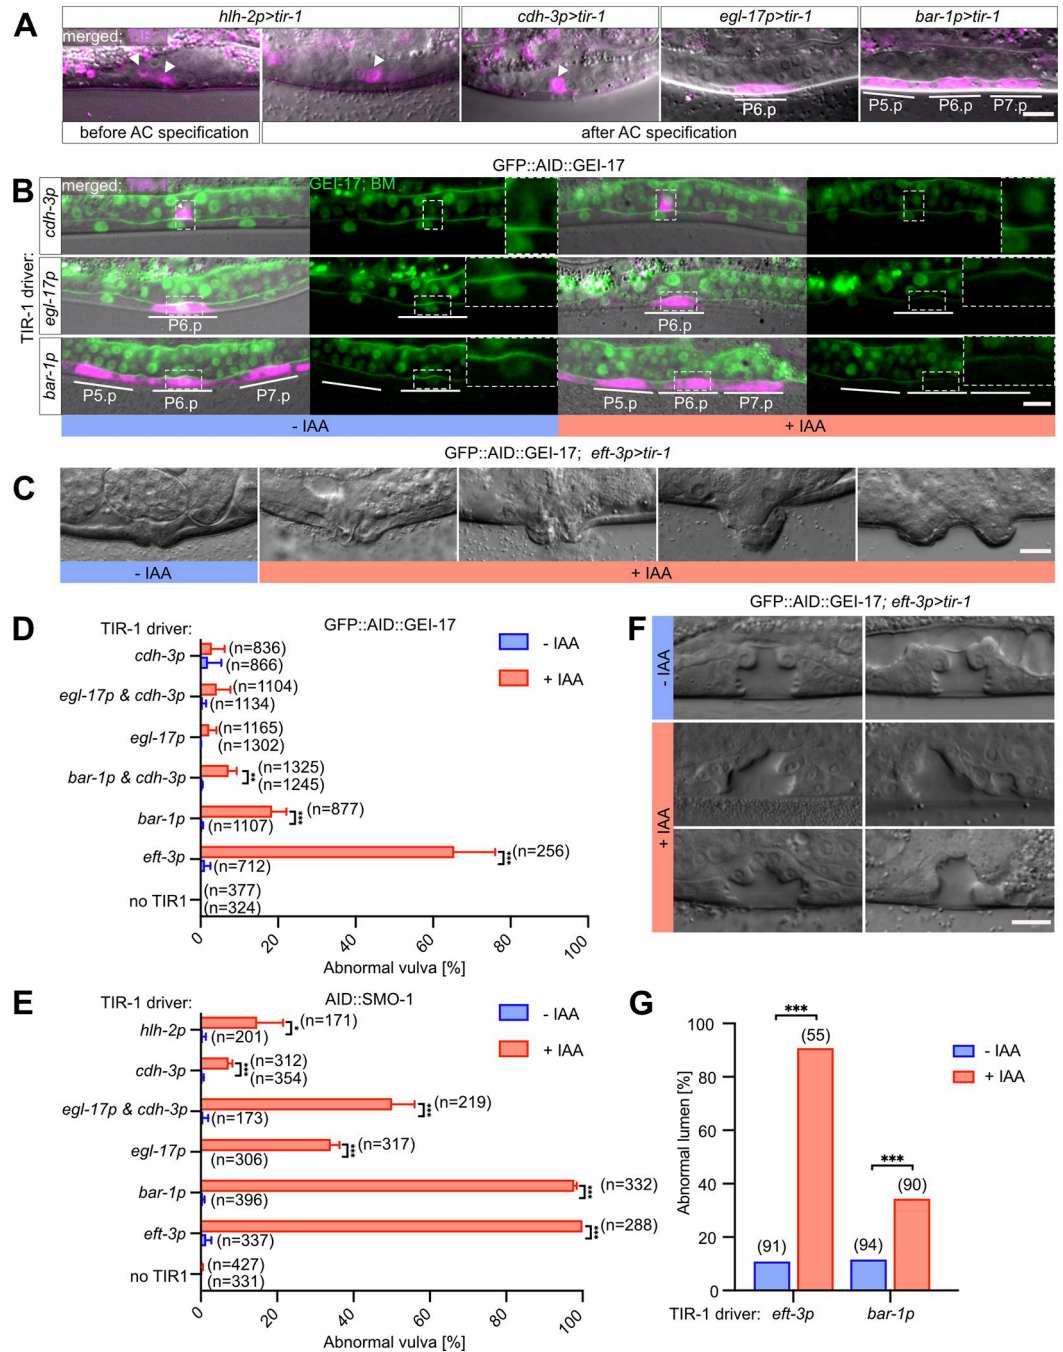 A
hlh-2p>tir-1
cdh-3p>tir-1
egl-17p>tir-1
bar-1p>tir-1
merged; TIR-1
P6.p
P5.p P6.p P7.p
before AC specification
after AC specification
GFP::AID::GEI-17
B
TIR-1 driver:
cdh-3p
merged; TIR-1
GEI-17; BM
egl-17p
P6.p
P6.p
bar-1p
P5.p P6.p P7.p
P5.p P6.p P7.p
- IAA
+ IAA
GFP::AID::GEI-17; eft-3p>tir-1
C
- IAA
+ IAA
D
TIR-1 driver:
GFP::AID::GEI-17
- IAA
+ IAA
cdh-3p
(n=836)
(n=866)
egl-17p & cdh-3p
(n=1104)
(n=1134)
egl-17p
(n=1165)
(n=1302)
bar-1p & cdh-3p
** (n=1325)
(n=1245)
bar-1p
*** (n=877)
(n=1107)
eft-3p
*** (n=256)
(n=712)
no TIR1
(n=377)
(n=324)
0 20 40 60 80 100
Abnormal vulva [%]
E
TIR-1 driver:
AID::SMO-1
- IAA
+ IAA
hlh-2p
* (n=171)
(n=201)
cdh-3p
*** (n=312)
(n=354)
egl-17p & cdh-3p
*** (n=219)
(n=173)
egl-17p
*** (n=317)
(n=306)
bar-1p
*** (n=332)
(n=396)
eft-3p
*** (n=288)
(n=337)
no TIR1
(n=427)
(n=331)
0 20 40 60 80 100
Abnormal vulva [%]
GFP::AID::GEI-17; eft-3p>tir-1
F
- IAA
+ IAA
G
Abnormal lumen [%]
100
80
60
40
20
0
***
(55)
(91)
***
(90)
(94)
- IAA
+ IAA
TIR-1 driver: eft-3p bar-1p